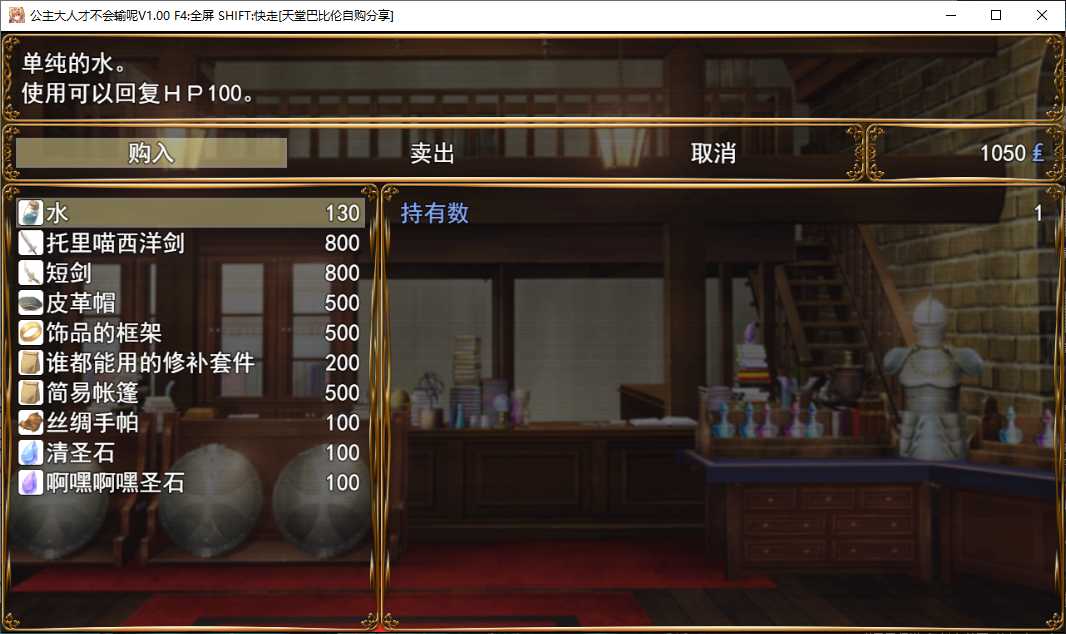 公主大人才不会输呢V1.00 F4:全屏 SHIFT:快走[天堂巴比伦自购分享]
单纯的水。
使用可以回复ＨＰ100。
购入 卖出 取消 1050 £
水 130
托里喵西洋剑 800
短剑 800
皮革帽 500
饰品的框架 500
谁都能用的修补套件 200
简易帐篷 500
丝绸手帕 100
清圣石 100
啊嘿啊嘿圣石 100
持有数 1